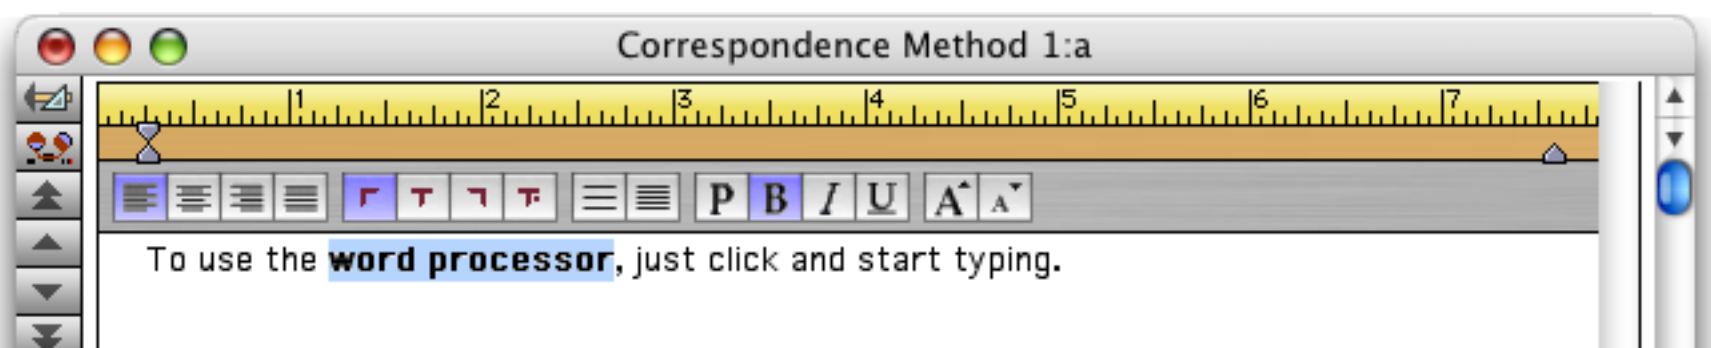 Correspondence Method 1:a
1 2 3 4 5 6 7
P B I U A A
To use the word processor, just click and start typing.